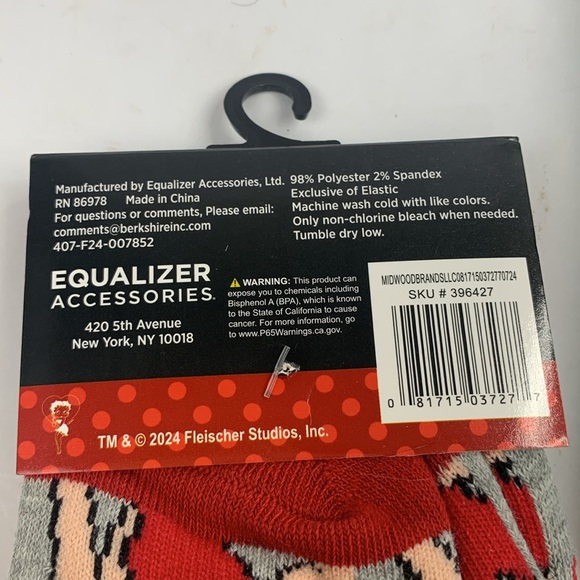 Manufactured by Equalizer Accessories, Ltd.
RN 86978 Made in China
For questions or comments, Please email:
comments@berkshireinc.com
407-F24-007852
98% Polyester 2% Spandex
Exclusive of Elastic
Machine wash cold with like colors.
Only non-chlorine bleach when needed.
Tumble dry low.
EQUALIZER
ACCESSORIES.
420 5th Avenue
New York, NY 10018
WARNING: This product can
expose you to chemicals including
Bisphenol A (BPA), which is known
to the State of California to cause
cancer. For more information, go
to www.P65Warnings.ca.gov.
MIDWOODBRANDSLLC0817150372770724
SKU # 396427
0 81715 03727 7
TM & © 2024 Fleischer Studios, Inc.